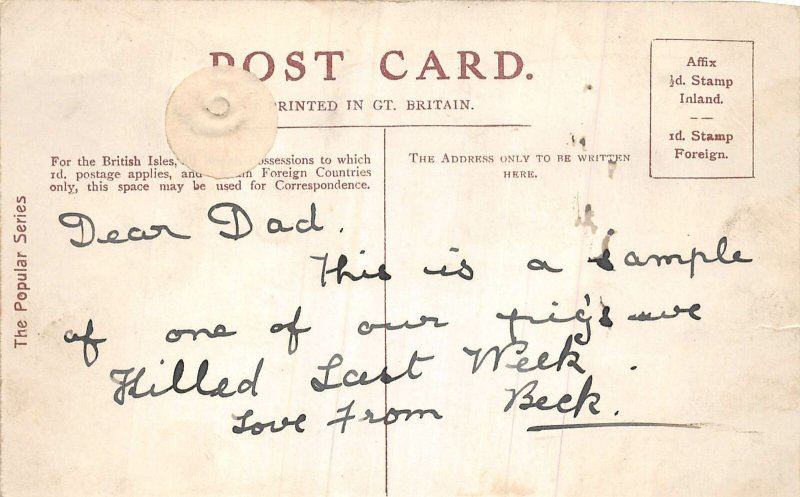 POST CARD.
PRINTED IN GT. BRITAIN.
Affix
½d. Stamp
Inland.
1d. Stamp
Foreign.
For the British Isles, possessions to which
1d. postage applies, and Foreign Countries
only, this space may be used for Correspondence.
THE ADDRESS ONLY TO BE WRITTEN
HERE.
The Popular Series
Dear Dad.
This is a sample
of one of our pig's we
Killed Last Week.
Love From Beck.